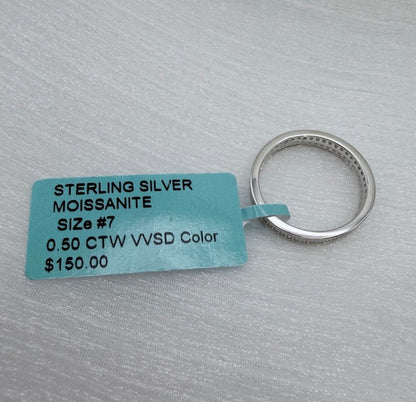 STERLING SILVER
MOISSANITE
SIZe #7
0.50 CTW VVSD Color
$150.00